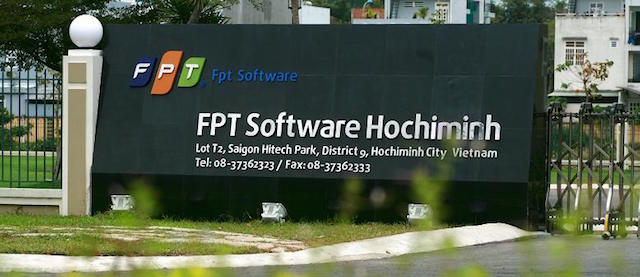 FPT
Fpt Software
FPT Software Hochiminh
Lot T2, Saigon Hitech Park, District 9, Hochiminh City Vietnam
Tel: 08-37362323 / Fax: 08-37362333